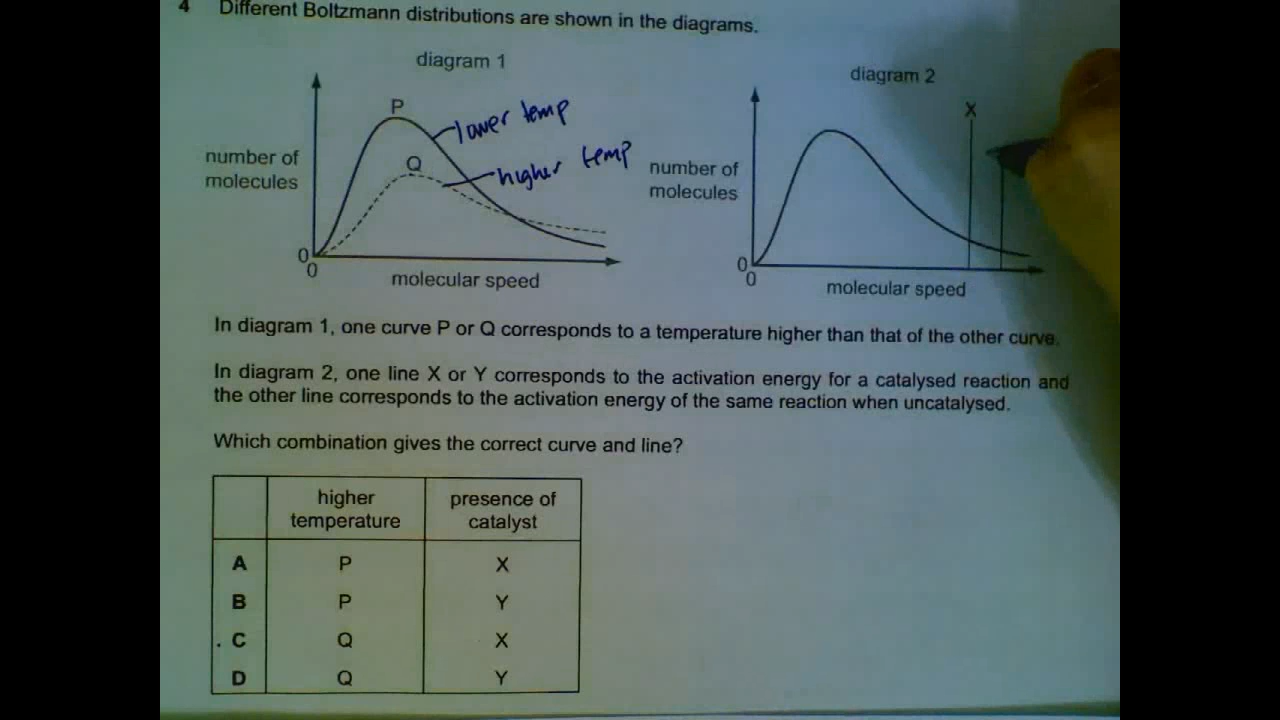 4 Different Boltzmann distributions are shown in the diagrams.
diagram 1
P
lower temp
number of
molecules
Q
higher temp
0
0
molecular speed
diagram 2
X
number of
molecules
0
0
molecular speed
In diagram 1, one curve P or Q corresponds to a temperature higher than that of the other curve.
In diagram 2, one line X or Y corresponds to the activation energy for a catalysed reaction and
the other line corresponds to the activation energy of the same reaction when uncatalysed.
Which combination gives the correct curve and line?
higher presence of
temperature catalyst
A P X
B P Y
. C Q X
D Q Y